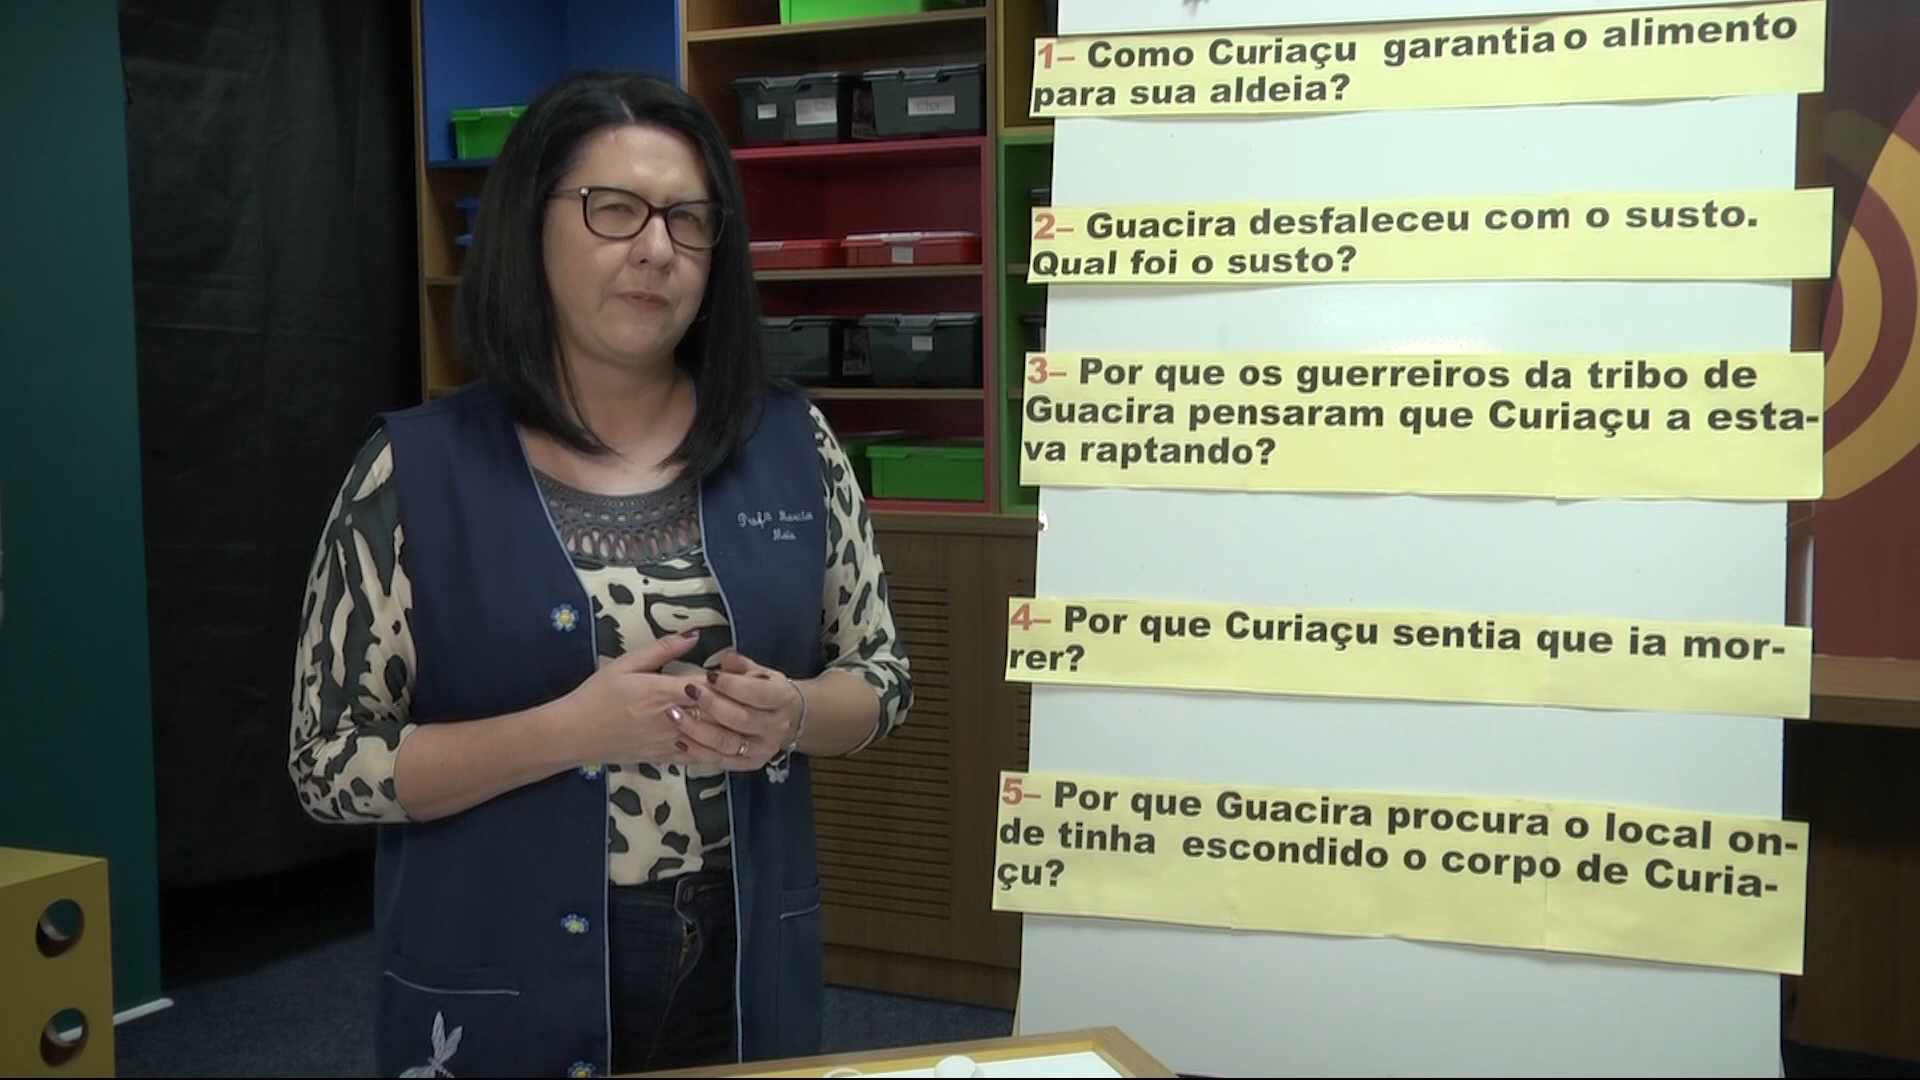 1– Como Curiaçu garantia o alimento
para sua aldeia?
2– Guacira desfaleceu com o susto.
Qual foi o susto?
3– Por que os guerreiros da tribo de
Guacira pensaram que Curiaçu a esta-
va raptando?
4– Por que Curiaçu sentia que ia mor-
rer?
5– Por que Guacira procura o local on-
de tinha escondido o corpo de Curia-
çu?
Profª Marcia